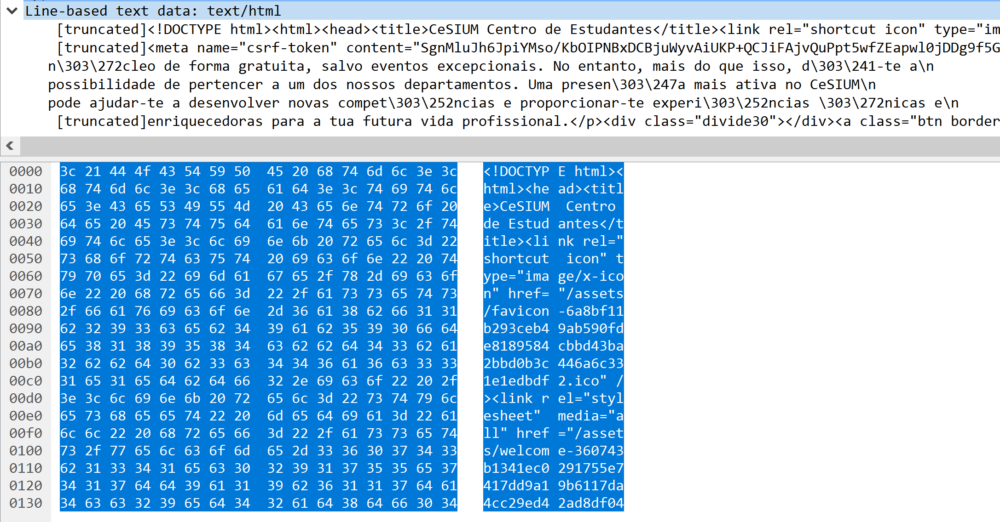 Line-based text data: text/html
[truncated]<!DOCTYPE html><html><head><title>CeSIUM Centro de Estudantes</title><link rel="shortcut icon" type="im
[truncated]<meta name="csrf-token" content="SgnMluJh6JpiYMso/KbOIPNBxDCBjuWyvAiUKP+QCJiFAjvQuPpt5wfZEapwl0jDDg9f5G
n\303\272cleo de forma gratuita, salvo eventos excepcionais. No entanto, mais do que isso, d\303\241-te a\n
possibilidade de pertencer a um dos nossos departamentos. Uma presen\303\247a mais ativa no CeSIUM\n
pode ajudar-te a desenvolver novas compet\303\252ncias e proporcionar-te experi\303\252ncias \303\272nicas e\n
[truncated]enriquecedoras para a tua futura vida profissional.</p><div class="divide30"></div><a class="btn border
0000 3c 21 44 4f 43 54 59 50 45 20 68 74 6d 6c 3e 3c <!DOCTYP E html><
0010 68 74 6d 6c 3e 3c 68 65 61 64 3e 3c 74 69 74 6c html><he ad><titl
0020 65 3e 43 65 53 49 55 4d 20 43 65 6e 74 72 6f 20 e>CeSIUM Centro
0030 64 65 20 45 73 74 75 64 61 6e 74 65 73 3c 2f 74 de Estud antes</t
0040 69 74 6c 65 3e 3c 6c 69 6e 6b 20 72 65 6c 3d 22 itle><li nk rel="
0050 73 68 6f 72 74 63 75 74 20 69 63 6f 6e 22 20 74 shortcut icon" t
0060 79 70 65 3d 22 69 6d 61 67 65 2f 78 2d 69 63 6f ype="ima ge/x-ico
0070 6e 22 20 68 72 65 66 3d 22 2f 61 73 73 65 74 73 n" href= "/assets
0080 2f 66 61 76 69 63 6f 6e 2d 36 61 38 62 66 31 31 /favicon -6a8bf11
0090 62 32 39 33 63 65 62 34 39 61 62 35 39 30 66 64 b293ceb4 9ab590fd
00a0 65 38 31 38 39 35 38 34 63 62 62 64 34 33 62 61 e8189584 cbbd43ba
00b0 32 62 62 64 30 62 33 63 34 34 36 61 36 63 33 33 2bbd0b3c 446a6c33
00c0 31 65 31 65 64 62 64 66 32 2e 69 63 6f 22 20 2f 1e1edbdf 2.ico" /
00d0 3e 3c 6c 69 6e 6b 20 72 65 6c 3d 22 73 74 79 6c ><link r el="styl
00e0 65 73 68 65 65 74 22 20 6d 65 64 69 61 3d 22 61 esheet" media="a
00f0 6c 6c 22 20 68 72 65 66 3d 22 2f 61 73 73 65 74 ll" href ="/asset
0100 73 2f 77 65 6c 63 6f 6d 65 2d 33 36 30 37 34 33 s/welcom e-360743
0110 62 31 33 34 31 65 63 30 32 39 31 37 35 35 65 37 b1341ec0 291755e7
0120 34 31 37 64 64 39 61 31 39 62 36 31 31 37 64 61 417dd9a1 9b6117da
0130 34 63 63 32 39 65 64 34 32 61 64 38 64 66 30 34 4cc29ed4 2ad8df04